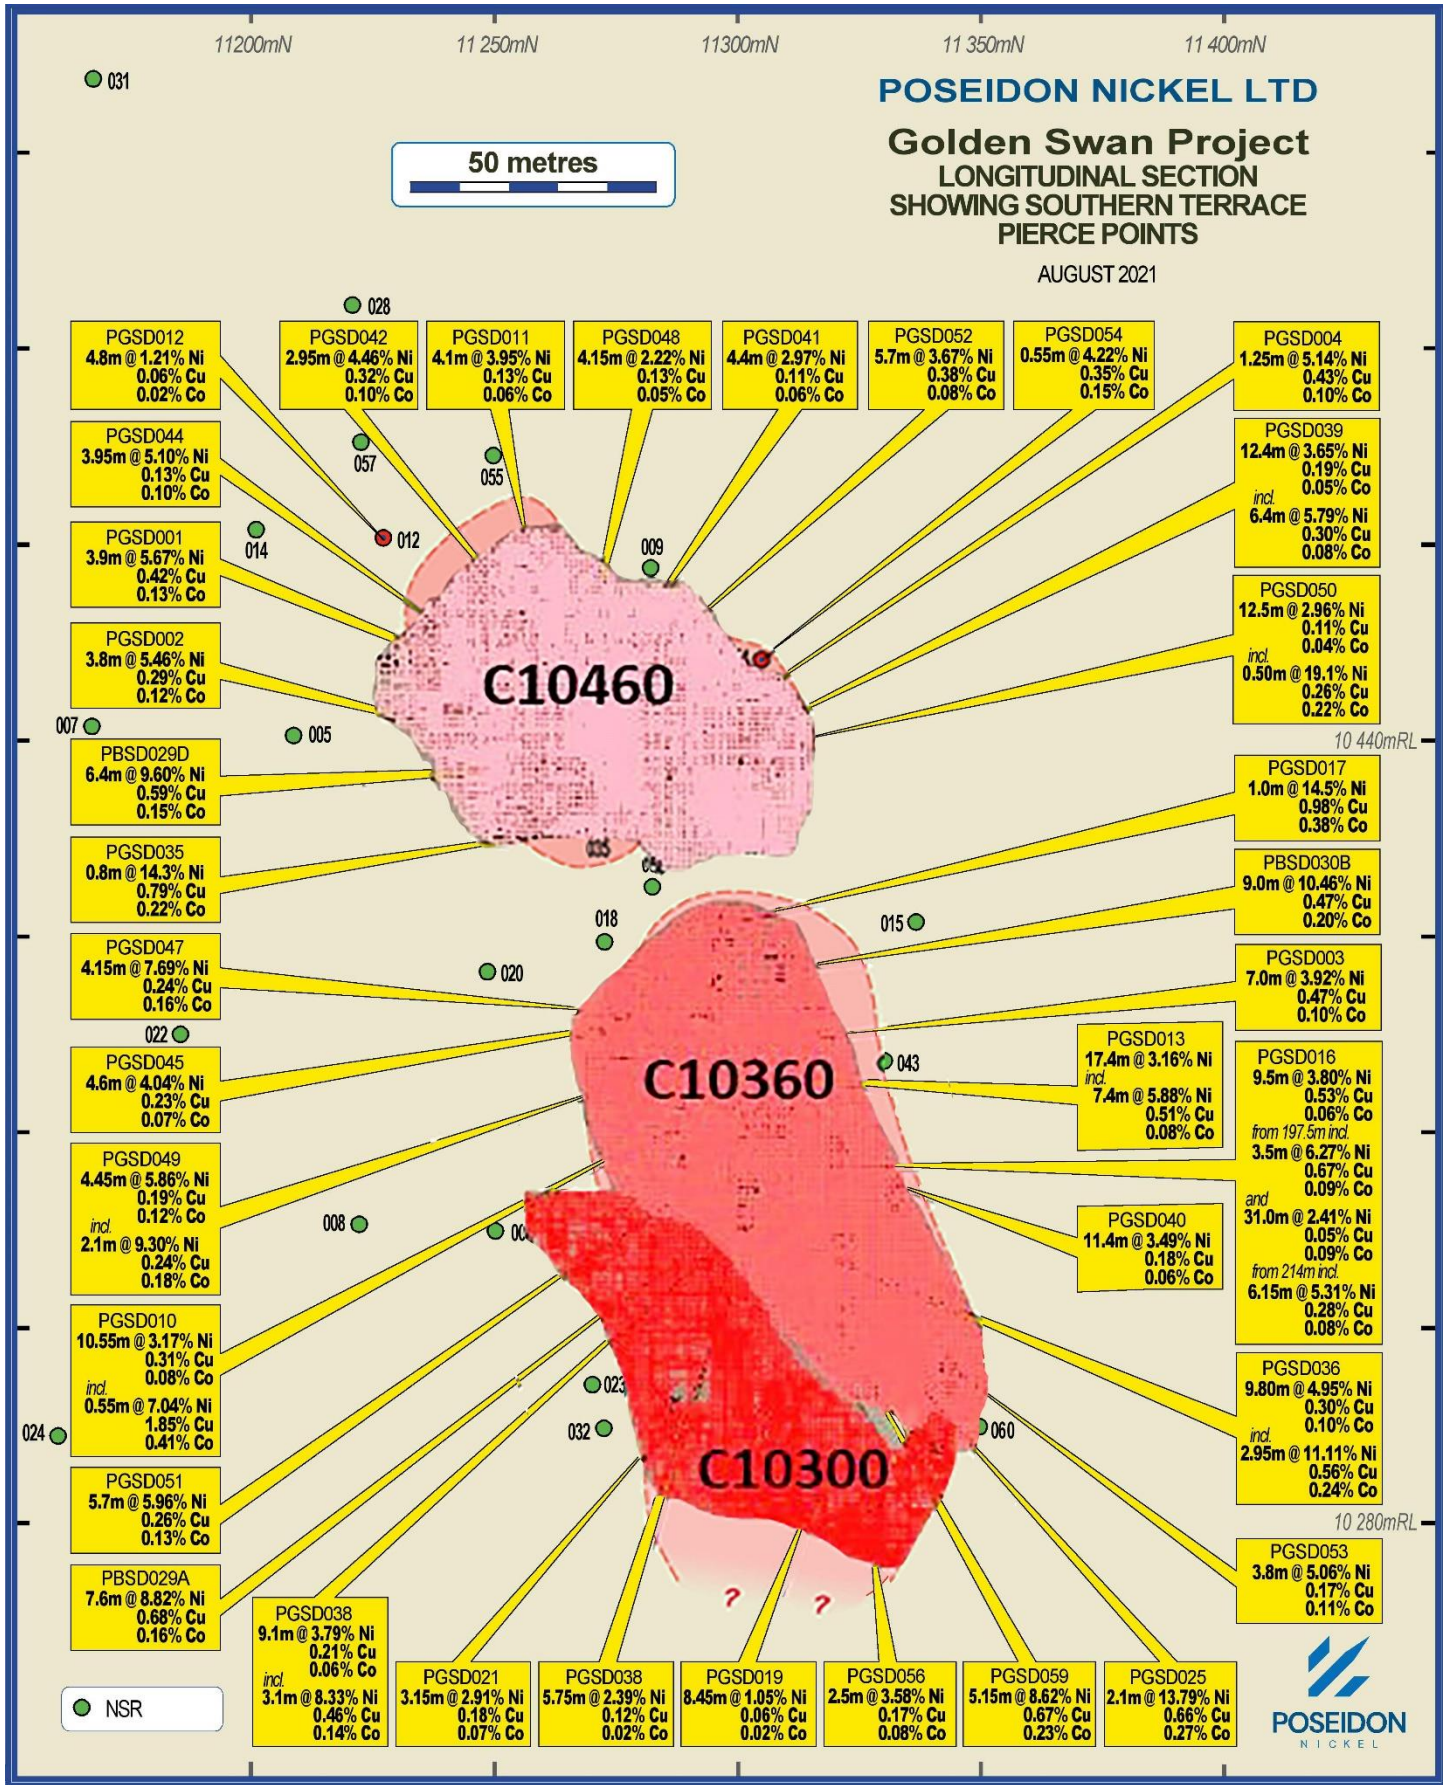 11200mN
11 250mN
11300mN
11 350mN
11 400mN
031
POSEIDON NICKEL LTD
Golden Swan Project
LONGITUDINAL SECTION
SHOWING SOUTHERN TERRACE
PIERCE POINTS
AUGUST 2021
50 metres
028
PGSD012
4.8m @ 1.21% Ni
0.06% Cu
0.02% Co
PGSD042
2.95m @ 4.46% Ni
0.32% Cu
0.10% Co
PGSD011
4.1m @ 3.95% Ni
0.13% Cu
0.06% Co
PGSD048
4.15m @ 2.22% Ni
0.13% Cu
0.05% Co
PGSD041
4.4m @ 2.97% Ni
0.11% Cu
0.06% Co
PGSD052
5.7m @ 3.67% Ni
0.38% Cu
0.08% Co
PGSD054
0.55m @ 4.22% Ni
0.35% Cu
0.15% Co
PGSD004
1.25m @ 5.14% Ni
0.43% Cu
0.10% Co
PGSD044
3.95m @ 5.10% Ni
0.13% Cu
0.10% Co
057
055
PGSD039
12.4m @ 3.65% Ni
0.19% Cu
0.05% Co
incl.
6.4m @ 5.79% Ni
0.30% Cu
0.08% Co
PGSD001
3.9m @ 5.67% Ni
0.42% Cu
0.13% Co
014
012
009
PGSD050
12.5m @ 2.96% Ni
0.11% Cu
0.04% Co
incl.
0.50m @ 19.1% Ni
0.26% Cu
0.22% Co
PGSD002
3.8m @ 5.46% Ni
0.29% Cu
0.12% Co
C10460
007
005
10 440mRL
PBSD029D
6.4m @ 9.60% Ni
0.59% Cu
0.15% Co
PGSD017
1.0m @ 14.5% Ni
0.98% Cu
0.38% Co
PGSD035
0.8m @ 14.3% Ni
0.79% Cu
0.22% Co
035
PBSD030B
9.0m @ 10.46% Ni
0.47% Cu
0.20% Co
018
015
PGSD047
4.15m @ 7.69% Ni
0.24% Cu
0.16% Co
020
PGSD003
7.0m @ 3.92% Ni
0.47% Cu
0.10% Co
022
PGSD045
4.6m @ 4.04% Ni
0.23% Cu
0.07% Co
C10360
043
PGSD013
17.4m @ 3.16% Ni
incl.
7.4m @ 5.88% Ni
0.51% Cu
0.08% Co
PGSD016
9.5m @ 3.80% Ni
0.53% Cu
0.06% Co
from 197.5m incl.
3.5m @ 6.27% Ni
0.67% Cu
0.09% Co
and
31.0m @ 2.41% Ni
0.05% Cu
0.09% Co
from 214m incl.
6.15m @ 5.31% Ni
0.28% Cu
0.08% Co
PGSD049
4.45m @ 5.86% Ni
0.19% Cu
0.12% Co
incl.
2.1m @ 9.30% Ni
0.24% Cu
0.18% Co
008
PGSD040
11.4m @ 3.49% Ni
0.18% Cu
0.06% Co
PGSD010
10.55m @ 3.17% Ni
0.31% Cu
0.08% Co
incl.
0.55m @ 7.04% Ni
1.85% Cu
0.41% Co
023
032
024
060
PGSD036
9.80m @ 4.95% Ni
0.30% Cu
0.10% Co
incl.
2.95m @ 11.11% Ni
0.56% Cu
0.24% Co
C10300
PGSD051
5.7m @ 5.96% Ni
0.26% Cu
0.13% Co
10 280mRL
PGSD053
3.8m @ 5.06% Ni
0.17% Cu
0.11% Co
PBSD029A
7.6m @ 8.82% Ni
0.68% Cu
0.16% Co
?
?
PGSD038
9.1m @ 3.79% Ni
0.21% Cu
0.06% Co
incl.
3.1m @ 8.33% Ni
0.46% Cu
0.14% Co
PGSD021
3.15m @ 2.91% Ni
0.18% Cu
0.07% Co
PGSD038
5.75m @ 2.39% Ni
0.12% Cu
0.02% Co
PGSD019
8.45m @ 1.05% Ni
0.06% Cu
0.02% Co
PGSD056
2.5m @ 3.58% Ni
0.17% Cu
0.08% Co
PGSD059
5.15m @ 8.62% Ni
0.67% Cu
0.23% Co
PGSD025
2.1m @ 13.79% Ni
0.66% Cu
0.27% Co
NSR
POSEIDON
NICKEL